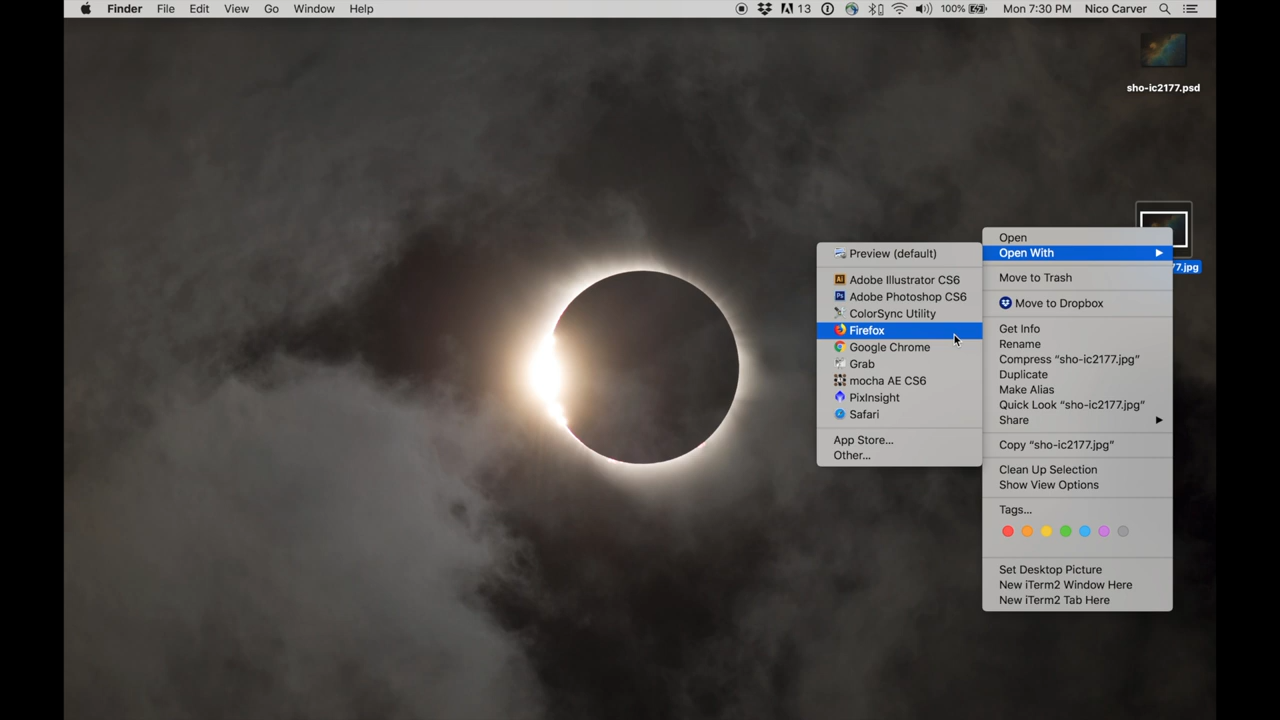 Finder File Edit View Go Window Help 13 100% Mon 7:30 PM Nico Carver
sho-ic2177.psd
77.jpg
Open
Open With
Move to Trash
Move to Dropbox
Get Info
Rename
Compress “sho-ic2177.jpg”
Duplicate
Make Alias
Quick Look “sho-ic2177.jpg”
Share
Copy “sho-ic2177.jpg”
Clean Up Selection
Show View Options
Tags...
Set Desktop Picture
New iTerm2 Window Here
New iTerm2 Tab Here
Preview (default)
Adobe Illustrator CS6
Adobe Photoshop CS6
ColorSync Utility
Firefox
Google Chrome
Grab
mocha AE CS6
PixInsight
Safari
App Store...
Other...